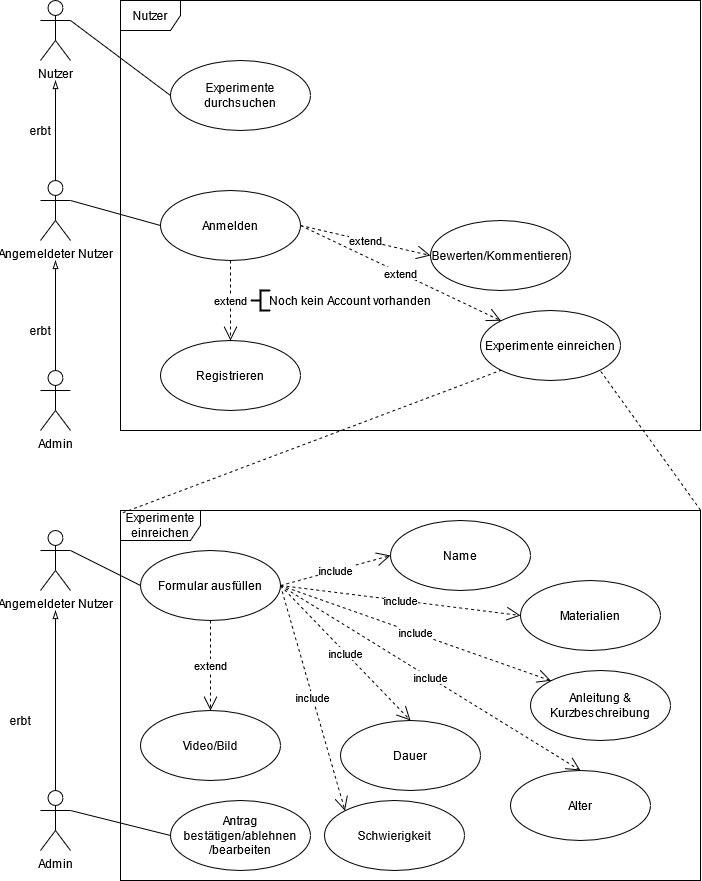 Nutzer
Nutzer
Experimente
durchsuchen
erbt
Angemeldeter Nutzer
Anmelden
extend
Bewerten/Kommentieren
extend
extend
Noch kein Account vorhanden
erbt
Experimente einreichen
Registrieren
Admin
Experimente
einreichen
Angemeldeter Nutzer
Formular ausfüllen
include
Name
include
Materialien
include
include
extend
include
include
Anleitung &
Kurzbeschreibung
erbt
Video/Bild
Dauer
Alter
Admin
Antrag
bestätigen/ablehnen
/bearbeiten
Schwierigkeit